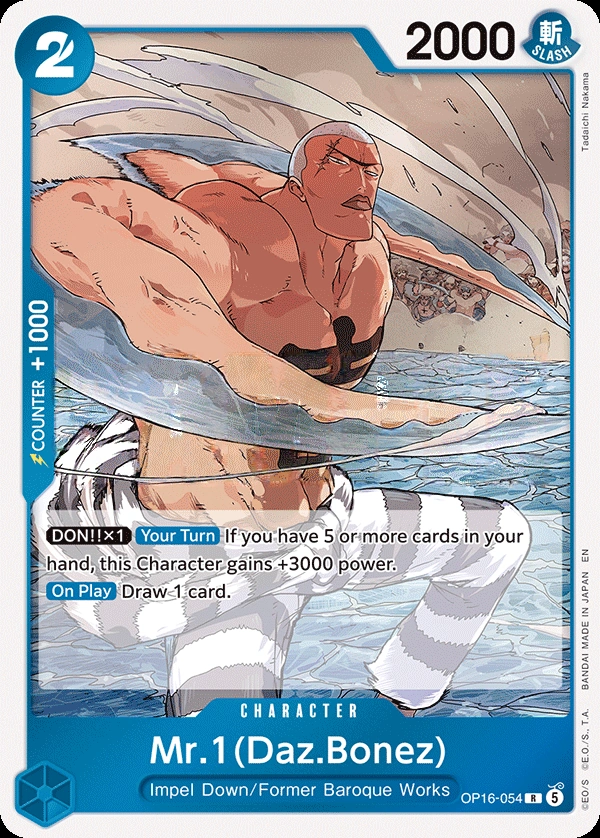 2
2000
斬
SLASH
Tadaichi Nakama
COUNTER +1000
DON!!×1 Your Turn If you have 5 or more cards in your
hand, this Character gains +3000 power.
On Play Draw 1 card.
CHARACTER
Mr.1(Daz.Bonez)
Impel Down/Former Baroque Works
OP16-054 R 5
©E.O/S ©E.O./S., T.A. BANDAI MADE IN JAPAN EN